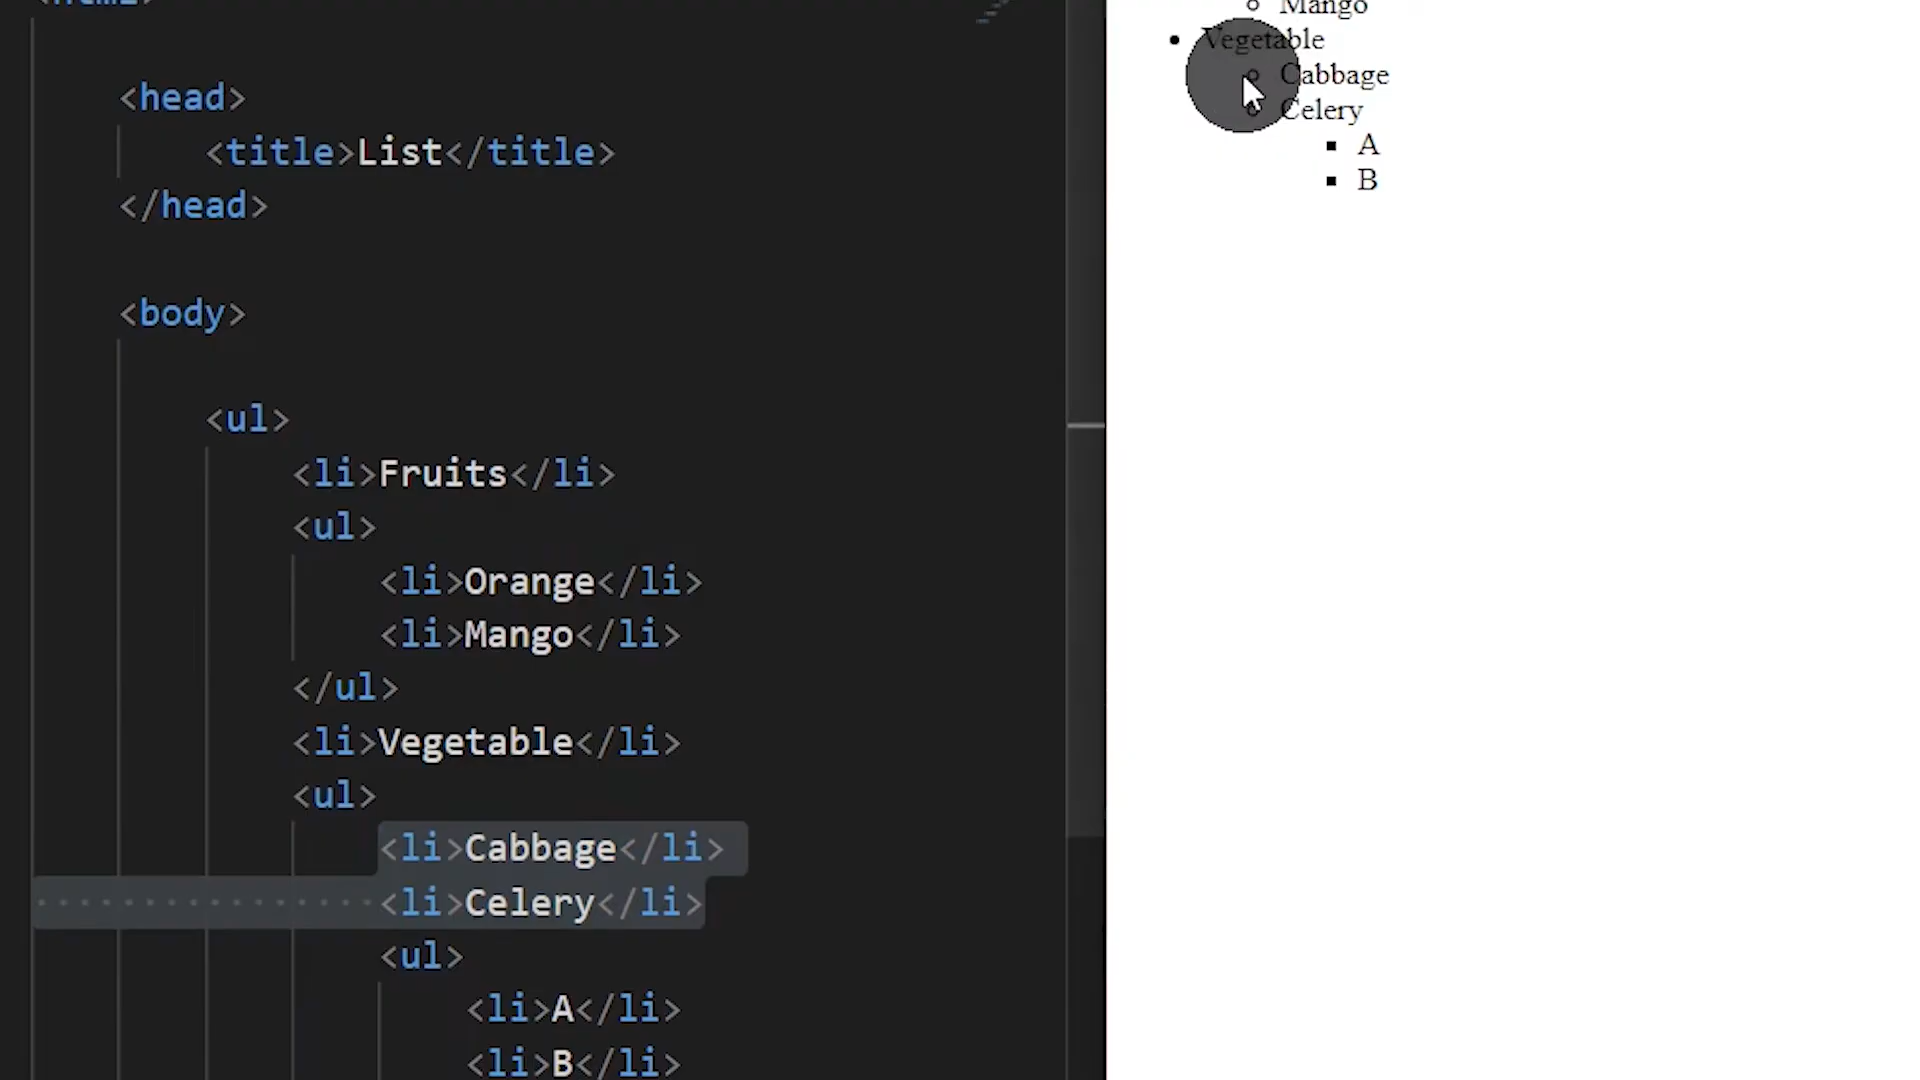 <html>
<head>
<title>List</title>
</head>
<body>
<ul>
<li>Fruits</li>
<ul>
<li>Orange</li>
<li>Mango</li>
</ul>
<li>Vegetable</li>
<ul>
<li>Cabbage</li>
<li>Celery</li>
<ul>
<li>A</li>
<li>B</li>
Mango
Vegetable
Cabbage
Celery
A
B